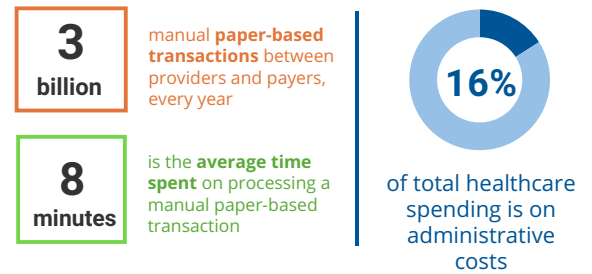 3
billion
manual paper-based
transactions between
providers and payers,
every year
8
minutes
is the average time
spent on processing a
manual paper-based
transaction
16%
of total healthcare
spending is on
administrative
costs